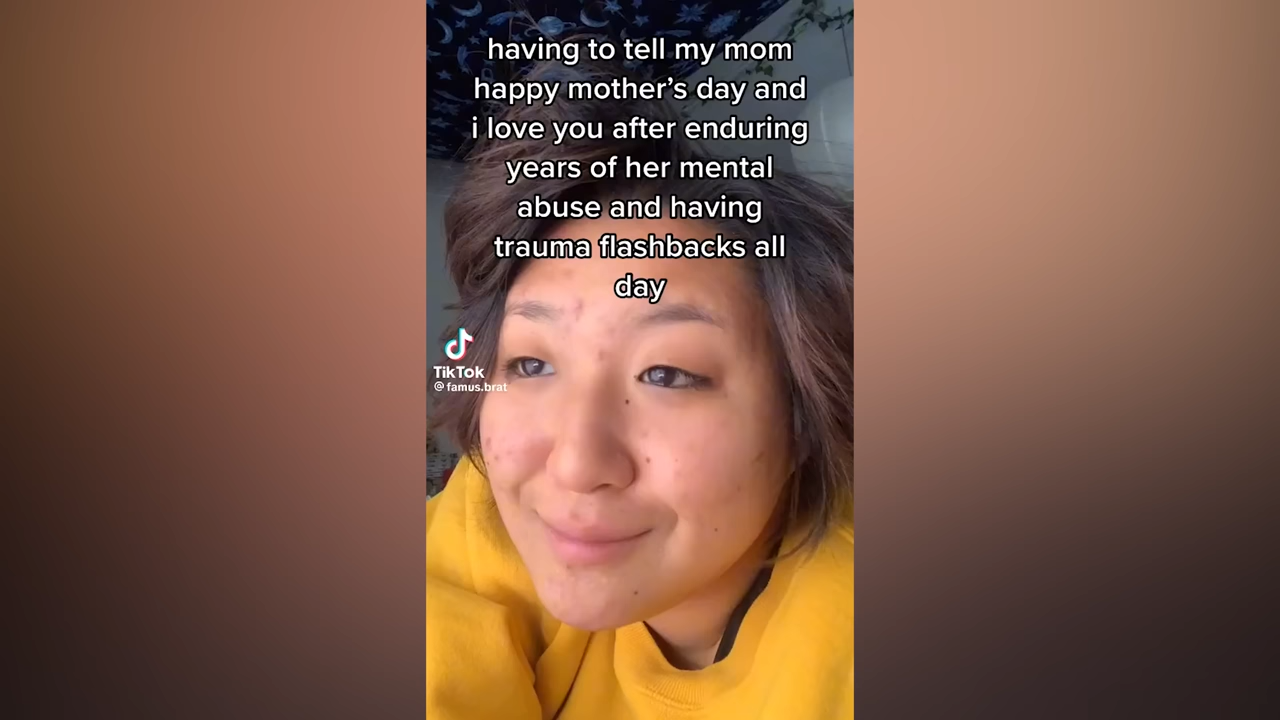 having to tell my mom
happy mother's day and
i love you after enduring
years of her mental
abuse and having
trauma flashbacks all
day
TikTok
@famus.brat